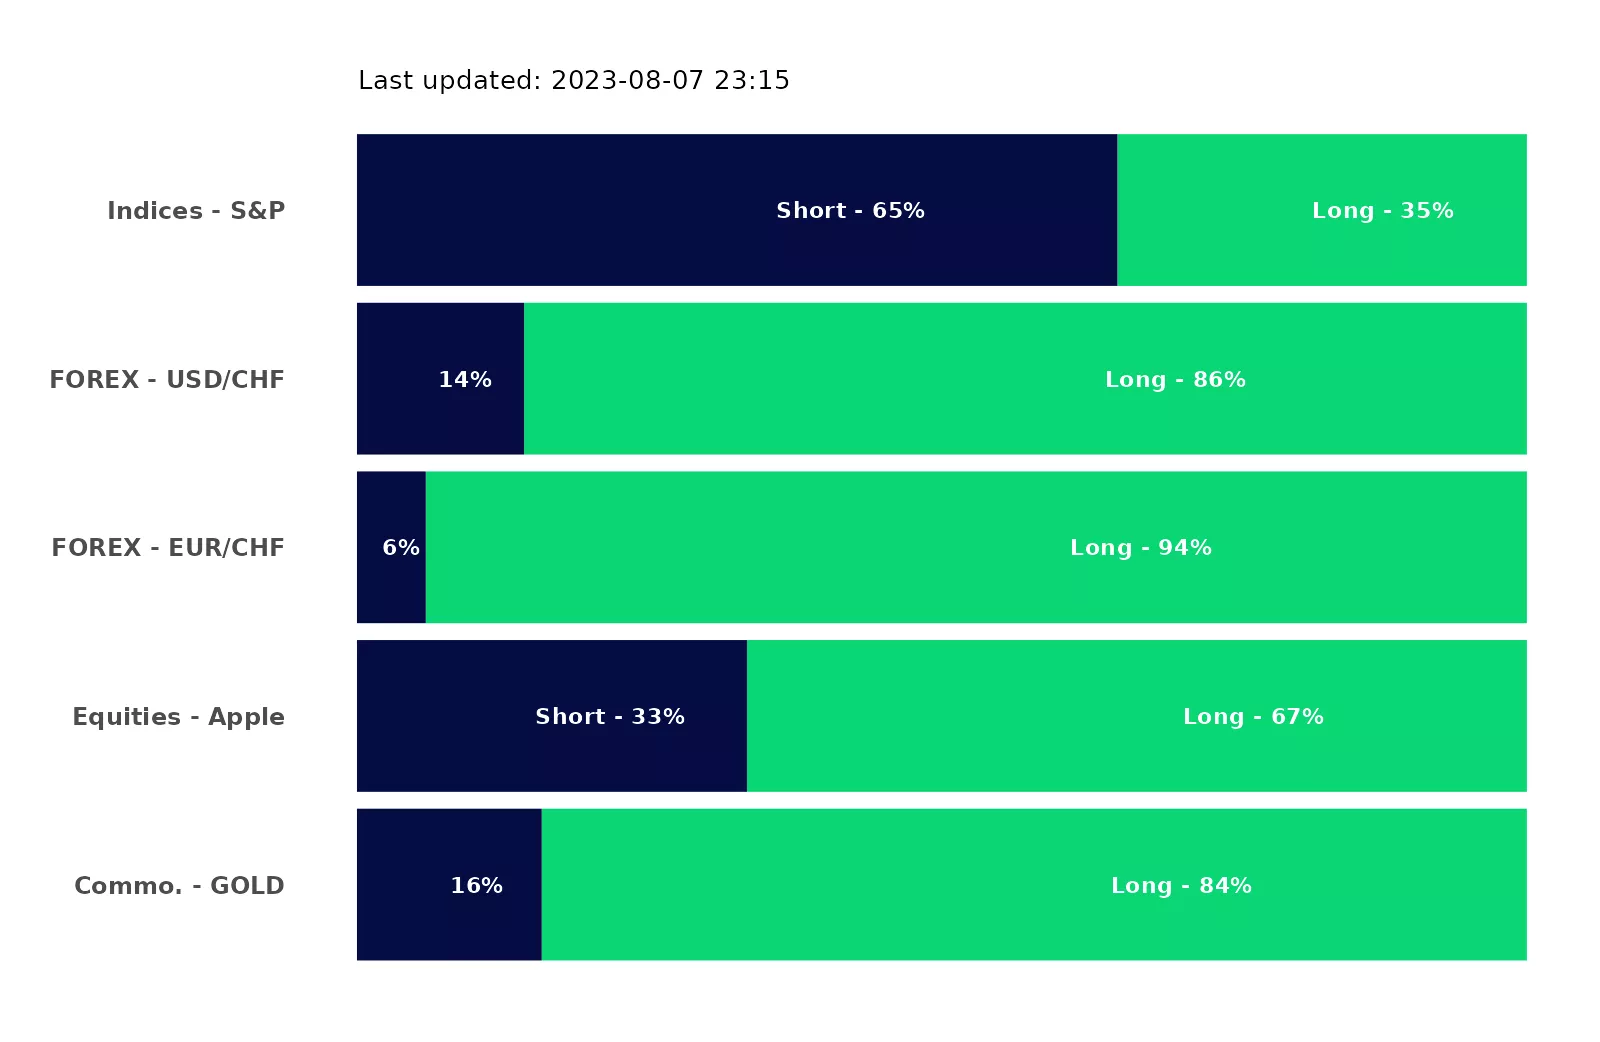 Last updated: 2023-08-07 23:15
Indices - S&P Short - 65% Long - 35%
FOREX - USD/CHF 14% Long - 86%
FOREX - EUR/CHF 6% Long - 94%
Equities - Apple Short - 33% Long - 67%
Commo. - GOLD 16% Long - 84%